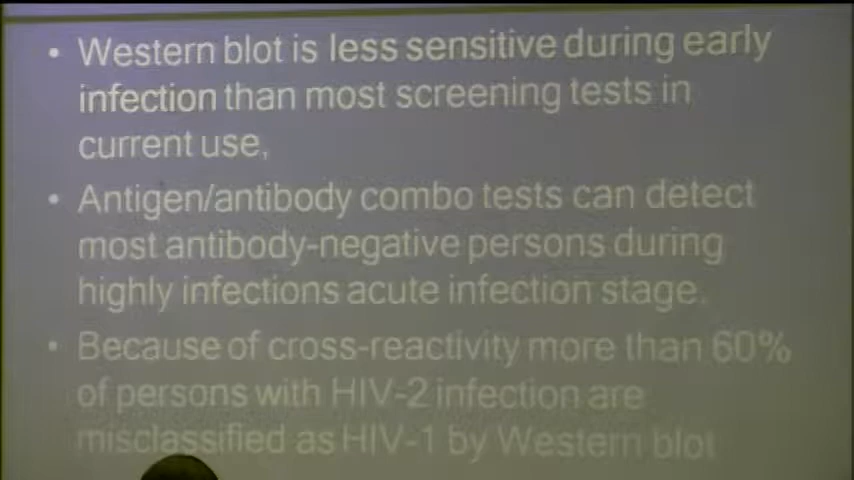 • Western blot is less sensitive during early
infection than most screening tests in
current use,
• Antigen/antibody combo tests can detect
most antibody-negative persons during
highly infections acute infection stage.
• Because of cross-reactivity more than 60%
of persons with HIV-2 infection are
misclassified as HIV-1 by Western blot